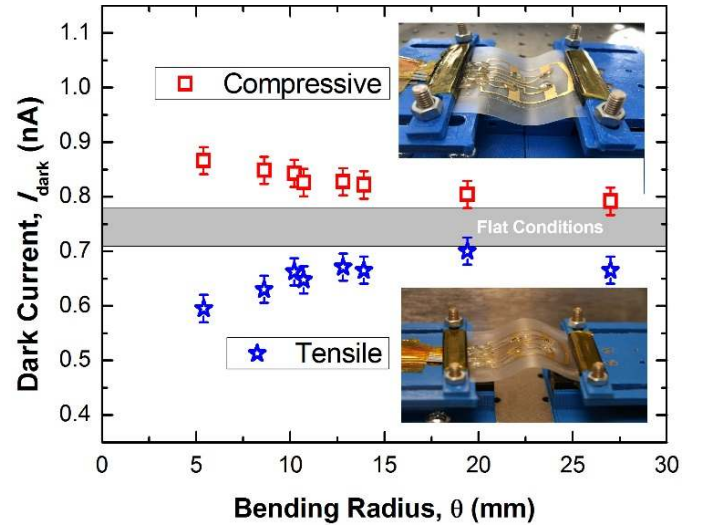 1.1
1.0
0.9
0.8
0.7
0.6
0.5
0.4
Dark Current, I_dark (nA)
Compressive
Flat Conditions
Tensile
0 5 10 15 20 25 30
Bending Radius, θ (mm)